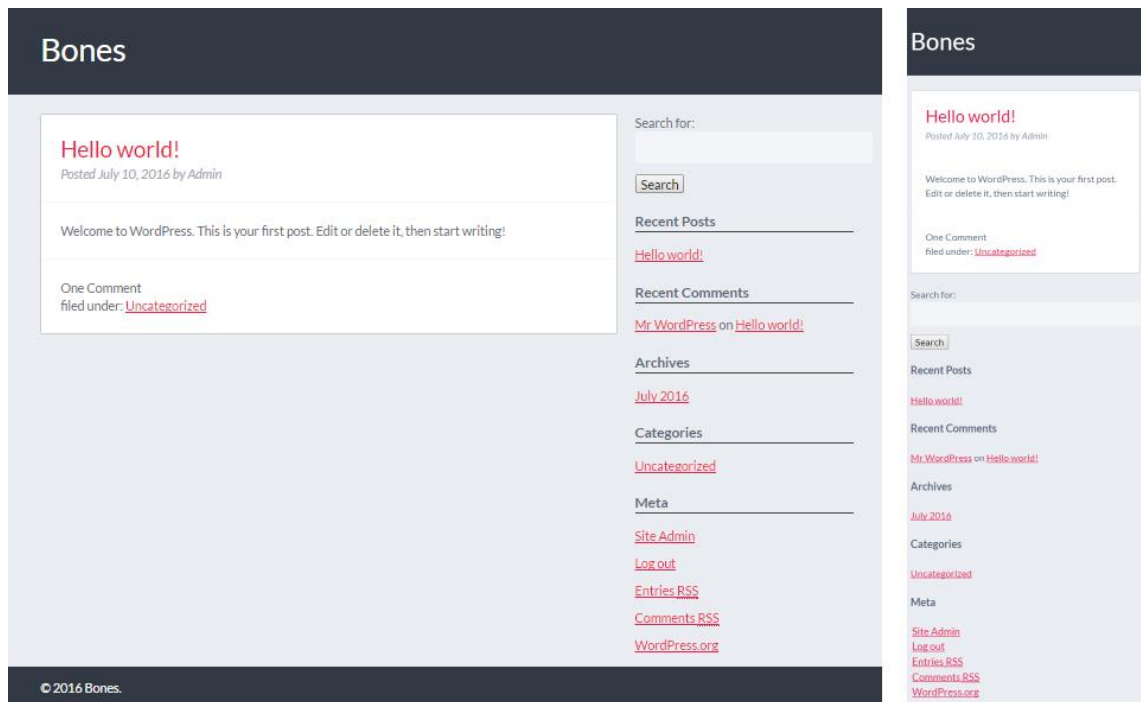 Bones
Hello world!
Posted July 10, 2016 by Admin
Welcome to WordPress. This is your first post. Edit or delete it, then start writing!
One Comment
filed under: Uncategorized
Search for:
Search
Recent Posts
Hello world!
Recent Comments
Mr WordPress on Hello world!
Archives
July 2016
Categories
Uncategorized
Meta
Site Admin
Log out
Entries RSS
Comments RSS
WordPress.org
© 2016 Bones.
Bones
Hello world!
Posted July 10, 2016 by Admin
Welcome to WordPress. This is your first post.
Edit or delete it, then start writing!
One Comment
filed under: Uncategorized
Search for:
Search
Recent Posts
Hello world!
Recent Comments
Mr WordPress on Hello world!
Archives
July 2016
Categories
Uncategorized
Meta
Site Admin
Log out
Entries RSS
Comments RSS
WordPress.org